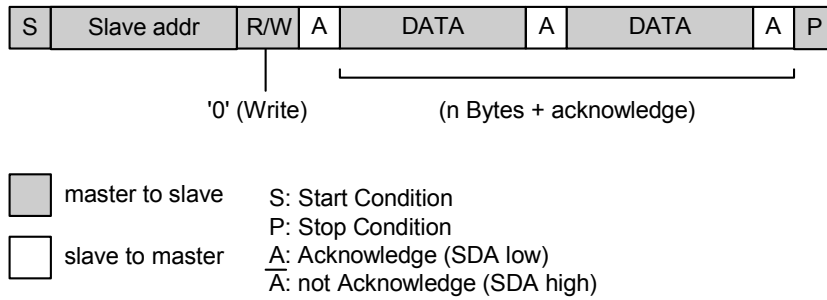 S Slave addr R/W A DATA A DATA A P
'0' (Write) (n Bytes + acknowledge)
master to slave
slave to master
S: Start Condition
P: Stop Condition
A: Acknowledge (SDA low)
A̅: not Acknowledge (SDA high)